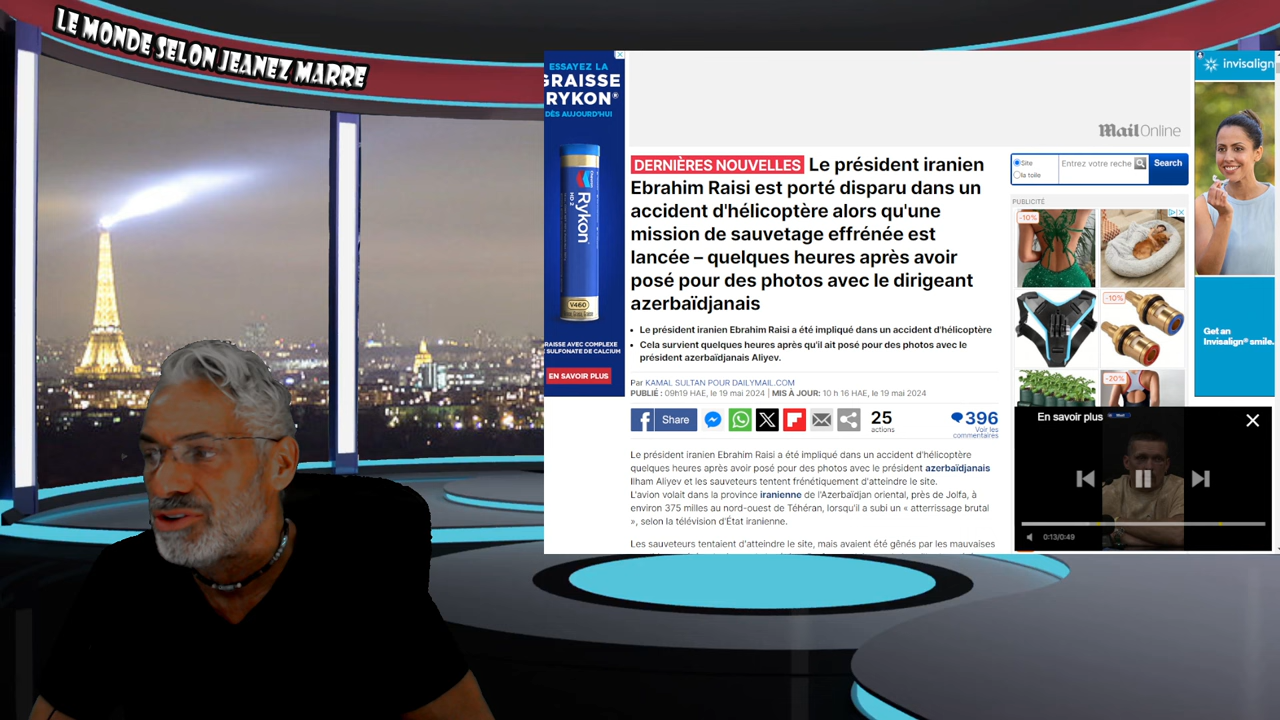 LE MONDE SELON JEANEZ MARRE
ESSAYEZ LA
GRAISSE
RYKON®
DÈS AUJOURD'HUI
Rykon
HD 2
V460
SULFONATE DE CALCIUM
EN SAVOIR PLUS
MailOnline
DERNIÈRES NOUVELLES Le président iranien
Ebrahim Raisi est porté disparu dans un
accident d'hélicoptère alors qu'une
mission de sauvetage effrénée est
lancée – quelques heures après avoir
posé pour des photos avec le dirigeant
azerbaïdjanais
• Le président iranien Ebrahim Raisi a été impliqué dans un accident d'hélicoptère
• Cela survient quelques heures après qu'il ait posé pour des photos avec le
président azerbaïdjanais Aliyev.
Par KAMAL SULTAN POUR DAILYMAIL.COM
PUBLIÉ : 09h19 HAE, le 19 mai 2024 | MIS À JOUR: 10 h 16 HAE, le 19 mai 2024
Share
25
actions
396
Voir les
commentaires
Le président iranien Ebrahim Raisi a été impliqué dans un accident d'hélicoptère
quelques heures après avoir posé pour des photos avec le président azerbaïdjanais
Ilham Aliyev et les sauveteurs tentent frénétiquement d'atteindre le site.
L'avion volait dans la province iranienne de l'Azerbaïdjan oriental, près de Jolfa, à
environ 375 milles au nord-ouest de Téhéran, lorsqu'il a subi un « atterrissage brutal
», selon la télévision d'État iranienne.
Les sauveteurs tentaient d'atteindre le site, mais avaient été gênés par les mauvaises
Site
la toile
Entrez votre reche
Search
PUBLICITÉ
-10%
-10%
-20%
En savoir plus
0:13/0:49
invisalign
Get an
Invisalign® smile.